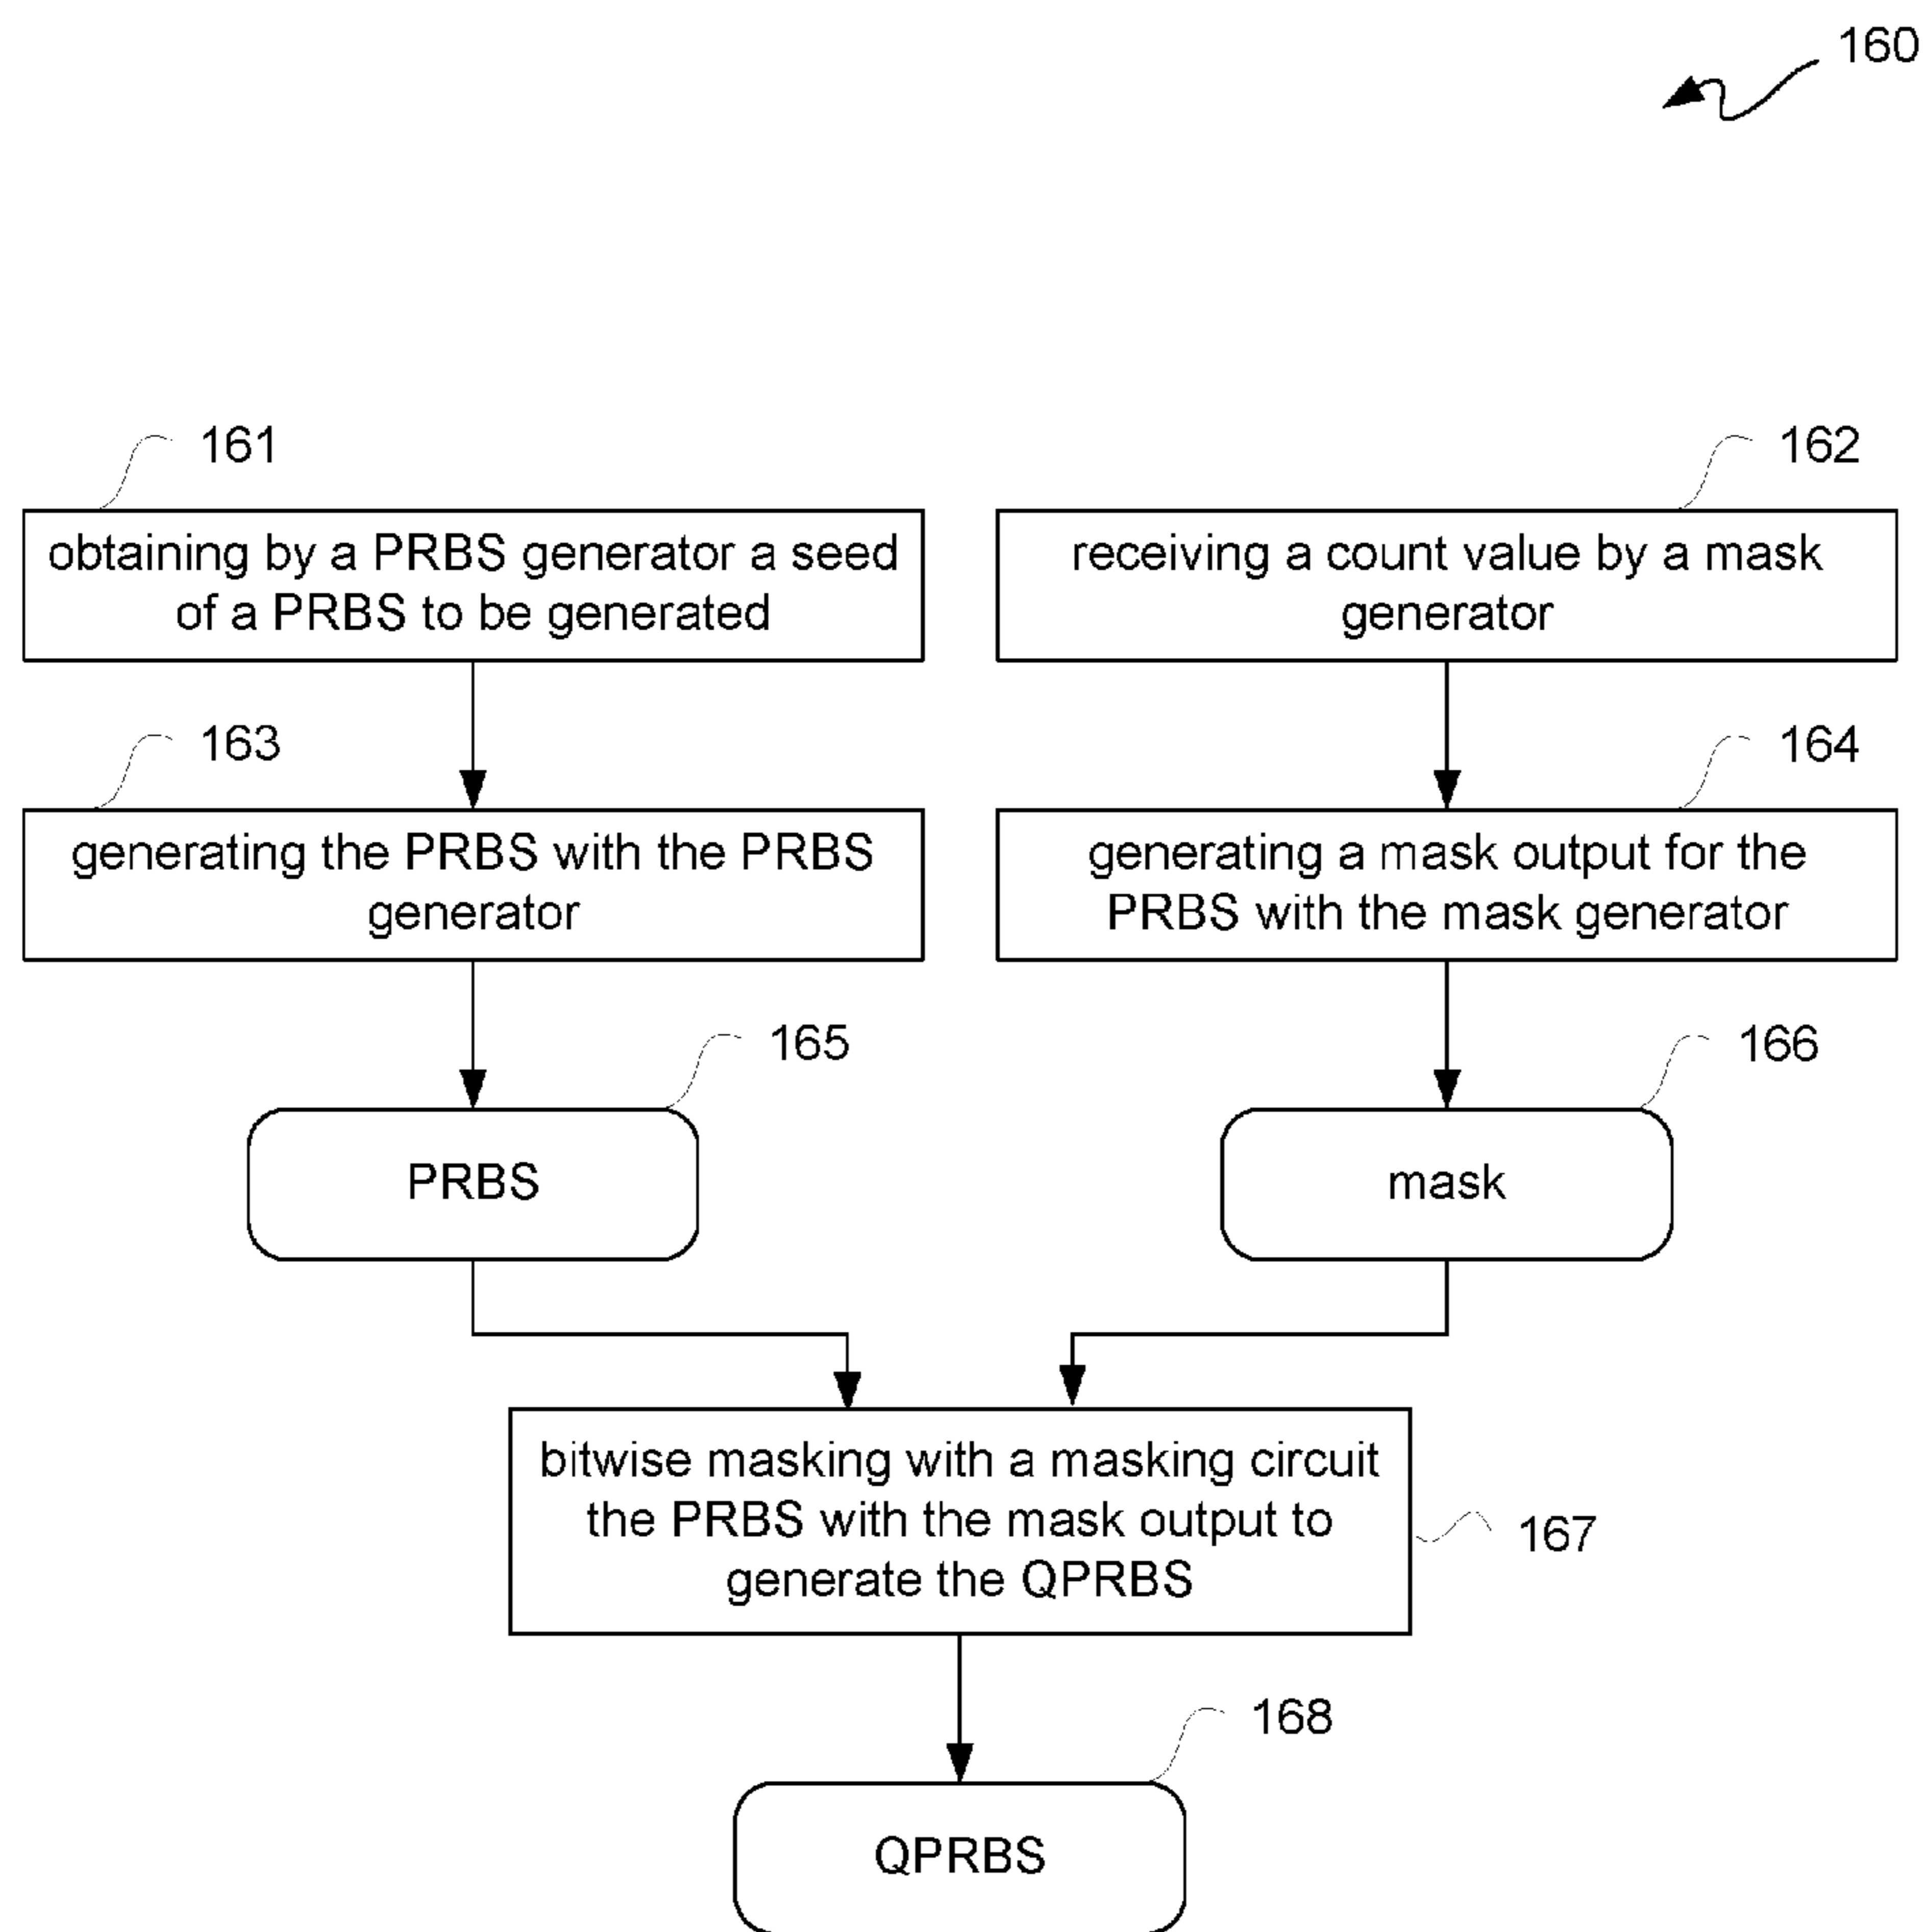 160
161
162
obtaining by a PRBS generator a seed
of a PRBS to be generated
receiving a count value by a mask
generator
163
164
generating the PRBS with the PRBS
generator
generating a mask output for the
PRBS with the mask generator
165
166
PRBS
mask
bitwise masking with a masking circuit
the PRBS with the mask output to
generate the QPRBS
167
168
QPRBS